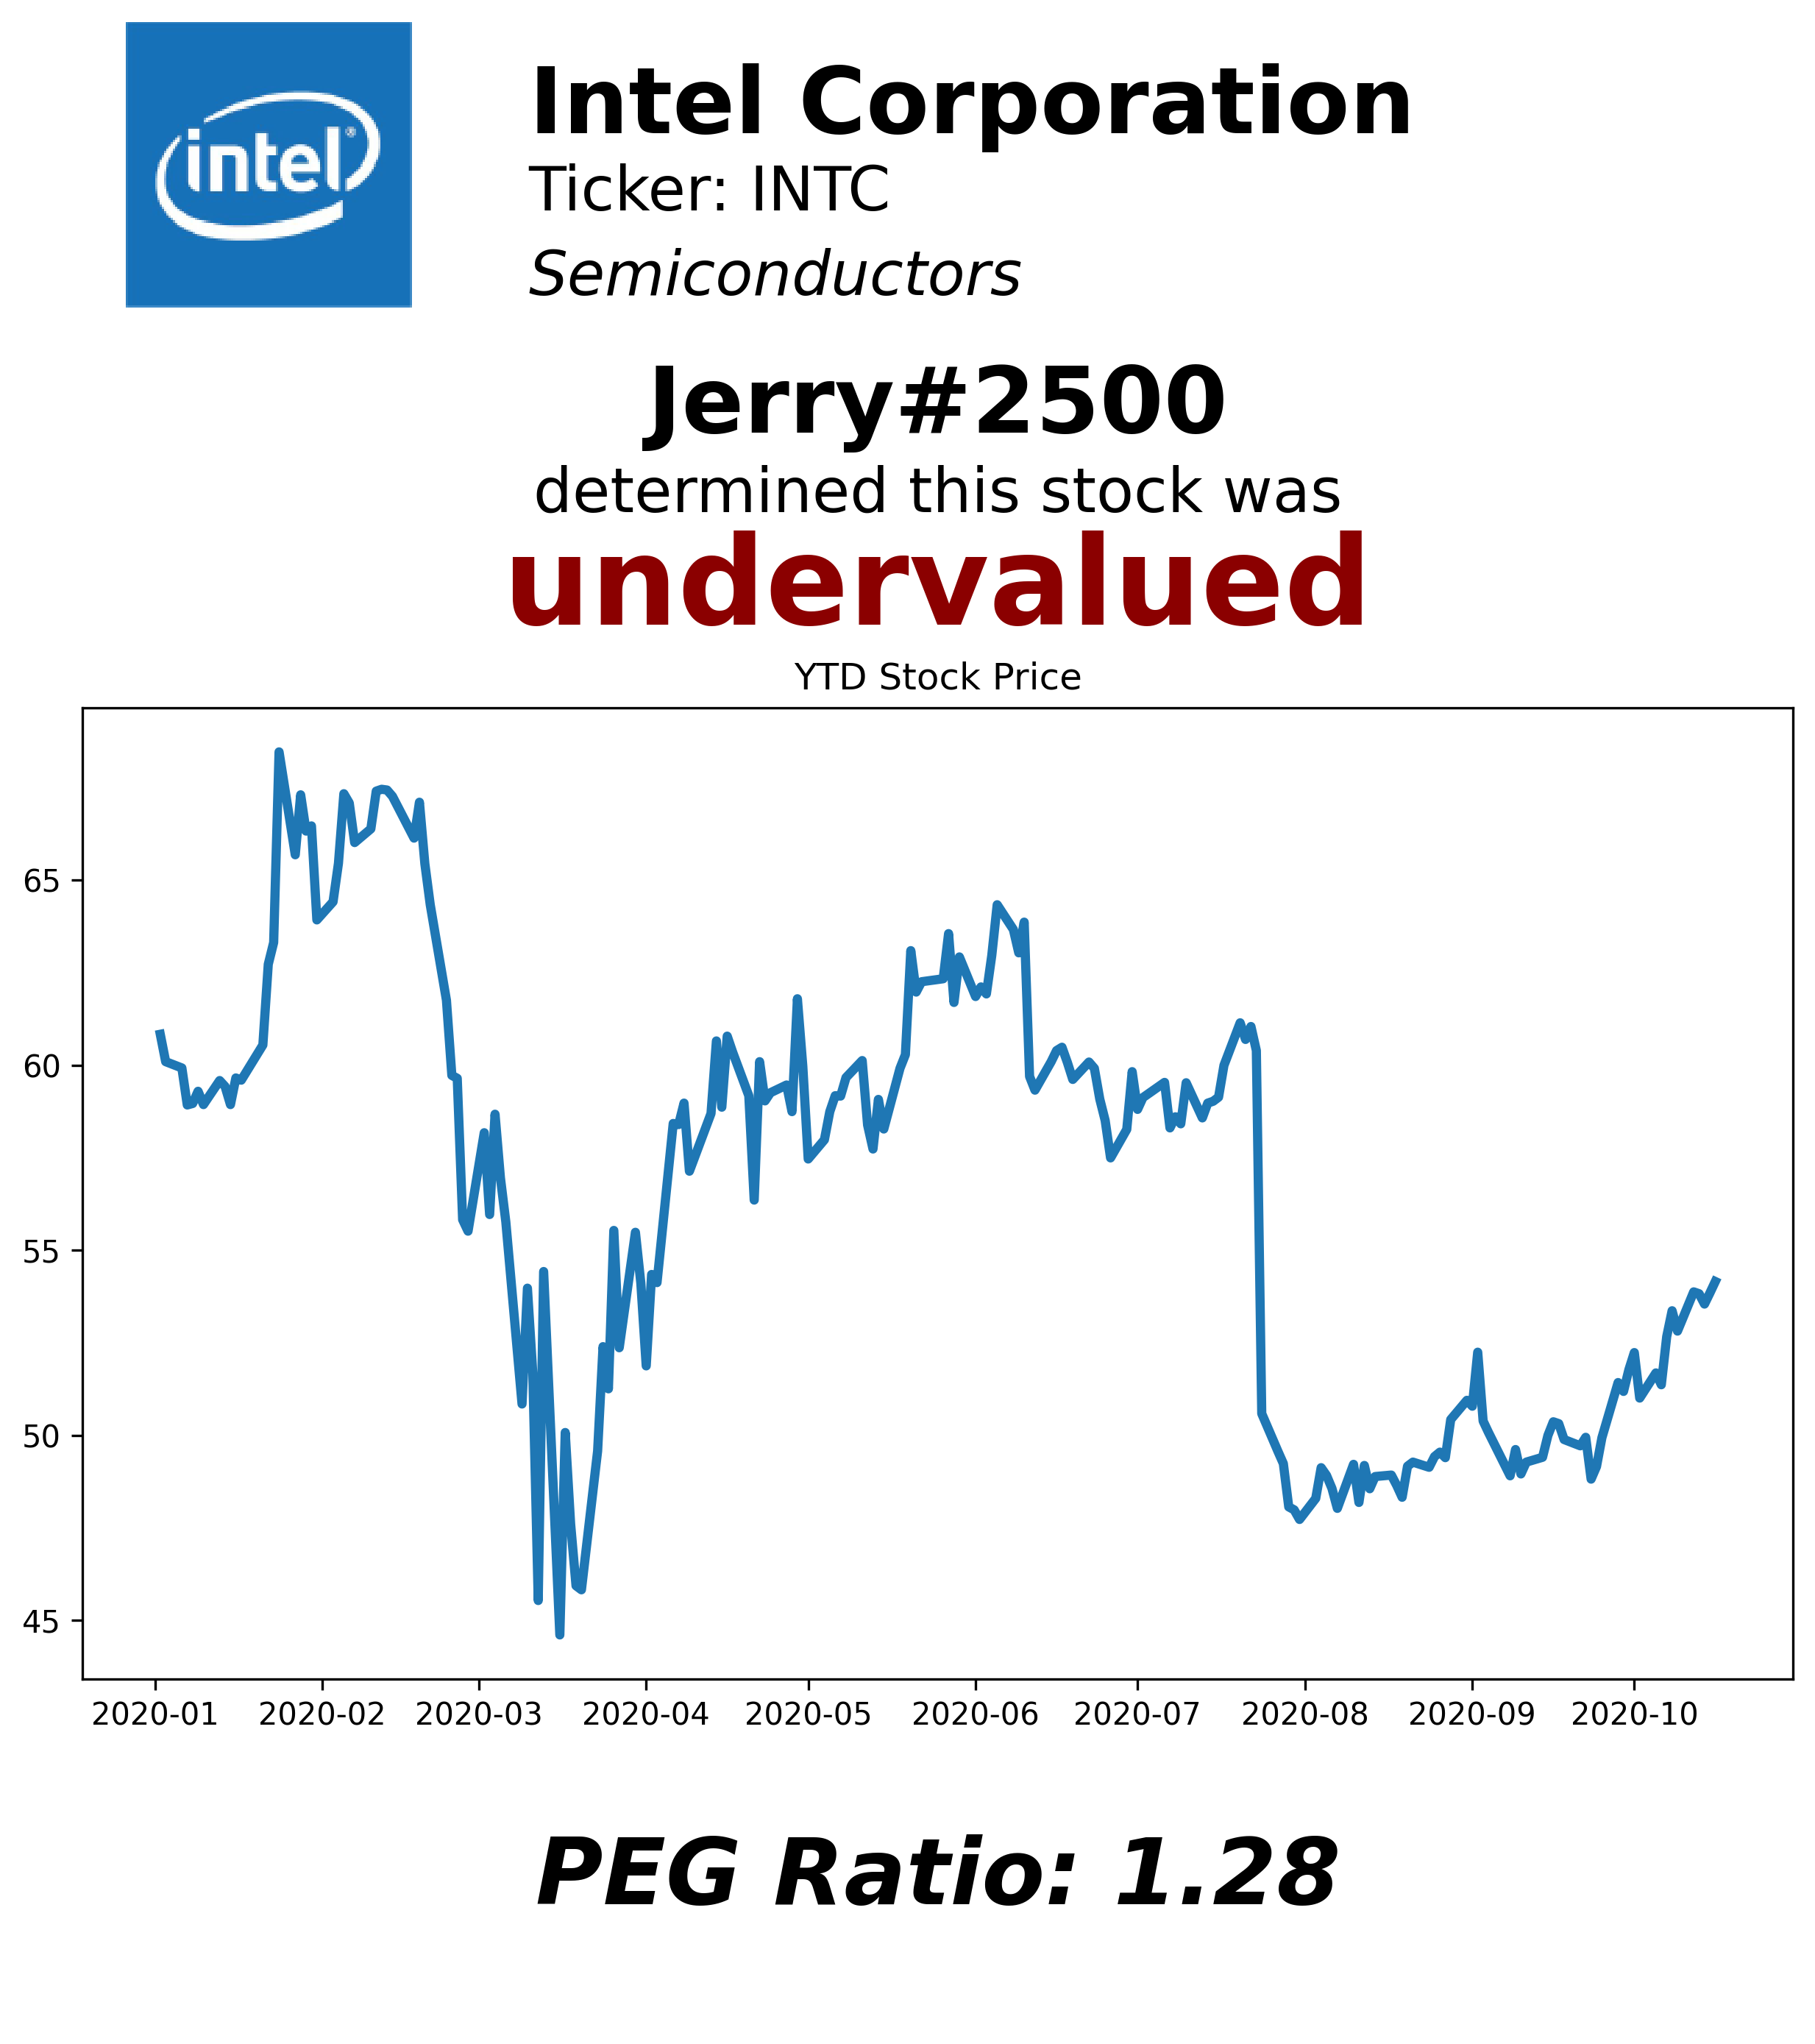 intel®
Intel Corporation
Ticker: INTC
Semiconductors
Jerry#2500
determined this stock was
undervalued
YTD Stock Price
65
60
55
50
45
2020-01 2020-02 2020-03 2020-04 2020-05 2020-06 2020-07 2020-08 2020-09 2020-10
PEG Ratio: 1.28